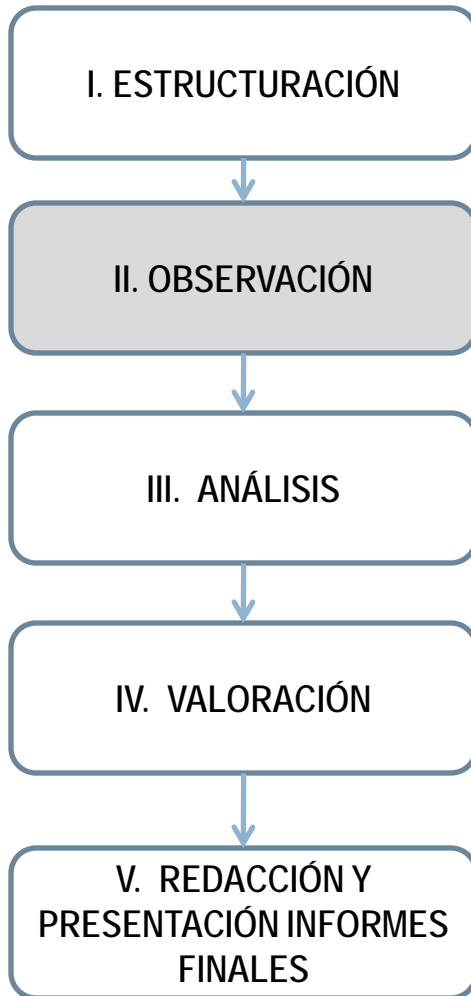 I. ESTRUCTURACIÓN
II. OBSERVACIÓN
III. ANÁLISIS
IV. VALORACIÓN
V. REDACCIÓN Y
PRESENTACIÓN INFORMES
FINALES